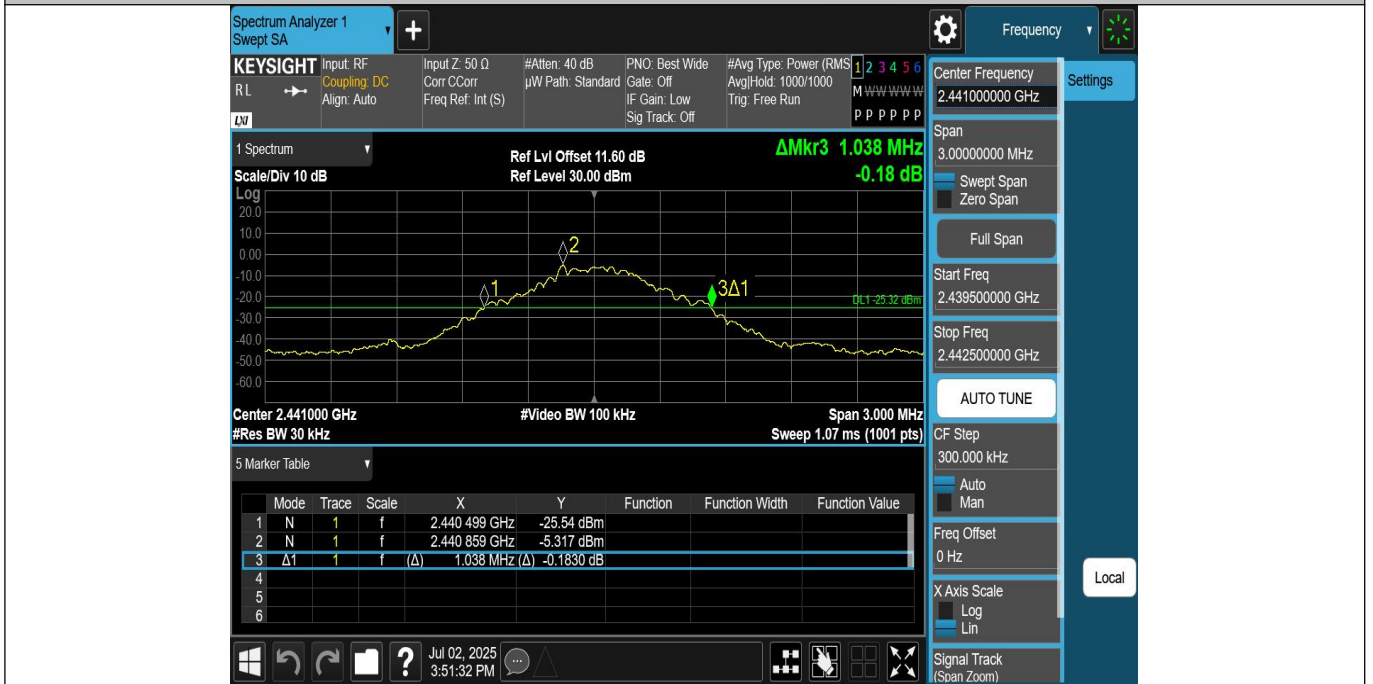 Spectrum Analyzer 1
Swept SA
+
Frequency
KEYSIGHT
RL
LXI
Input: RF
Coupling: DC
Align: Auto
Input Z: 50 Ω
Corr CCorr
Freq Ref: Int (S)
#Atten: 40 dB
µW Path: Standard
PNO: Best Wide
Gate: Off
IF Gain: Low
Sig Track: Off
#Avg Type: Power (RMS
Avg|Hold: 1000/1000
Trig: Free Run
1 2 3 4 5 6
M W W W W W
P P P P P P
1 Spectrum
Scale/Div 10 dB
Ref Lvl Offset 11.60 dB
Ref Level 30.00 dBm
ΔMkr3 1.038 MHz
-0.18 dB
Log
20.0
10.0
0.00
-10.0
-20.0
-30.0
-40.0
-50.0
-60.0
1
2
3Δ1
DL1 -25.32 dBm
Center 2.441000 GHz
#Video BW 100 kHz
Span 3.000 MHz
#Res BW 30 kHz
Sweep 1.07 ms (1001 pts)
5 Marker Table
Mode Trace Scale X Y Function Function Width Function Value
1 N 1 f 2.440 499 GHz -25.54 dBm
2 N 1 f 2.440 859 GHz -5.317 dBm
3 Δ1 1 f (Δ) 1.038 MHz (Δ) -0.1830 dB
4
5
6
?
Jul 02, 2025
3:51:32 PM
Center Frequency
2.441000000 GHz
Settings
Span
3.00000000 MHz
Swept Span
Zero Span
Full Span
Start Freq
2.439500000 GHz
Stop Freq
2.442500000 GHz
AUTO TUNE
CF Step
300.000 kHz
Auto
Man
Freq Offset
0 Hz
X Axis Scale
Log
Lin
Local
Signal Track
(Span Zoom)